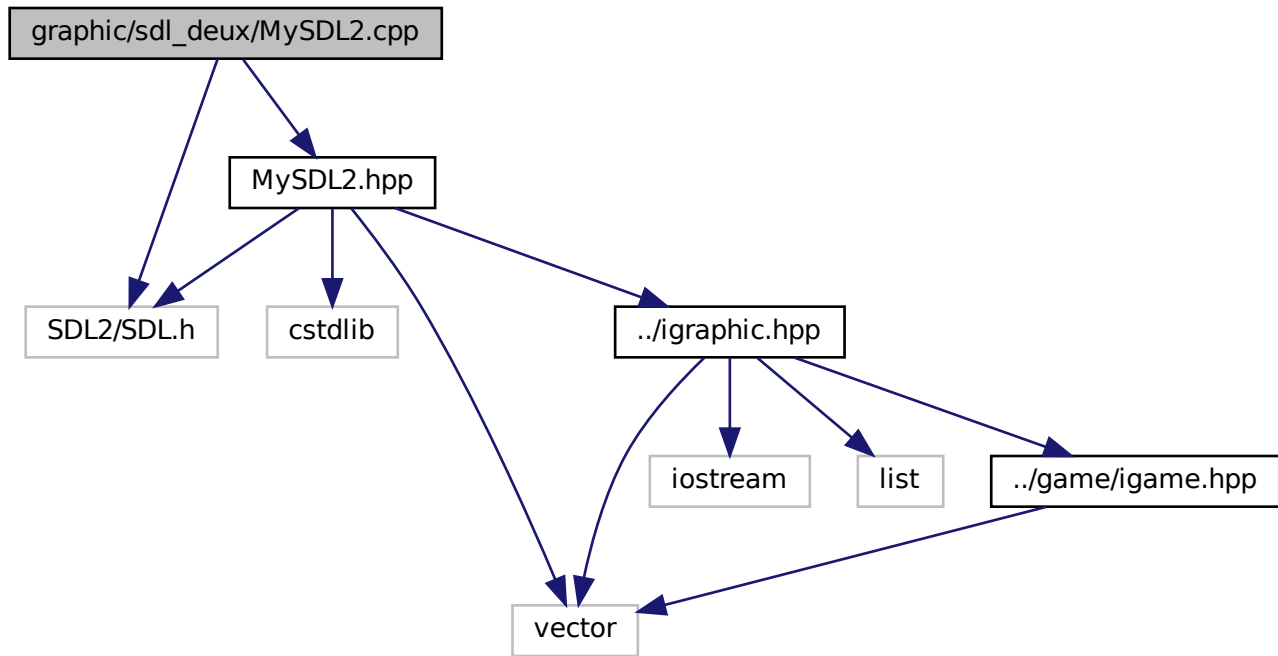 graphic/sdl_deux/MySDL2.cpp
MySDL2.hpp
SDL2/SDL.h
cstdlib
../igraphic.hpp
iostream
list
../game/igame.hpp
vector